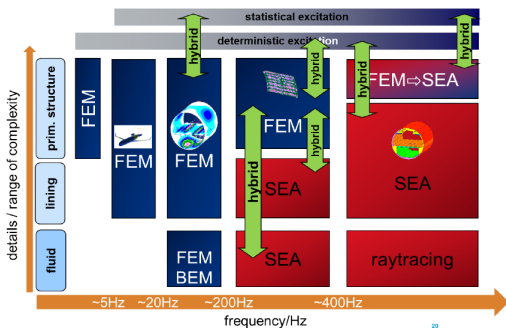 statistical excitation
deterministic excitation
hybrid
hybrid
hybrid
hybrid
hybrid
hybrid
details / range of complexity
prim. structure
lining
fluid
FEM
FEM
FEM
FEM
FEM⇨SEA
SEA
SEA
FEM
BEM
SEA
raytracing
~5Hz ~20Hz ~200Hz ~400Hz
frequency/Hz
20